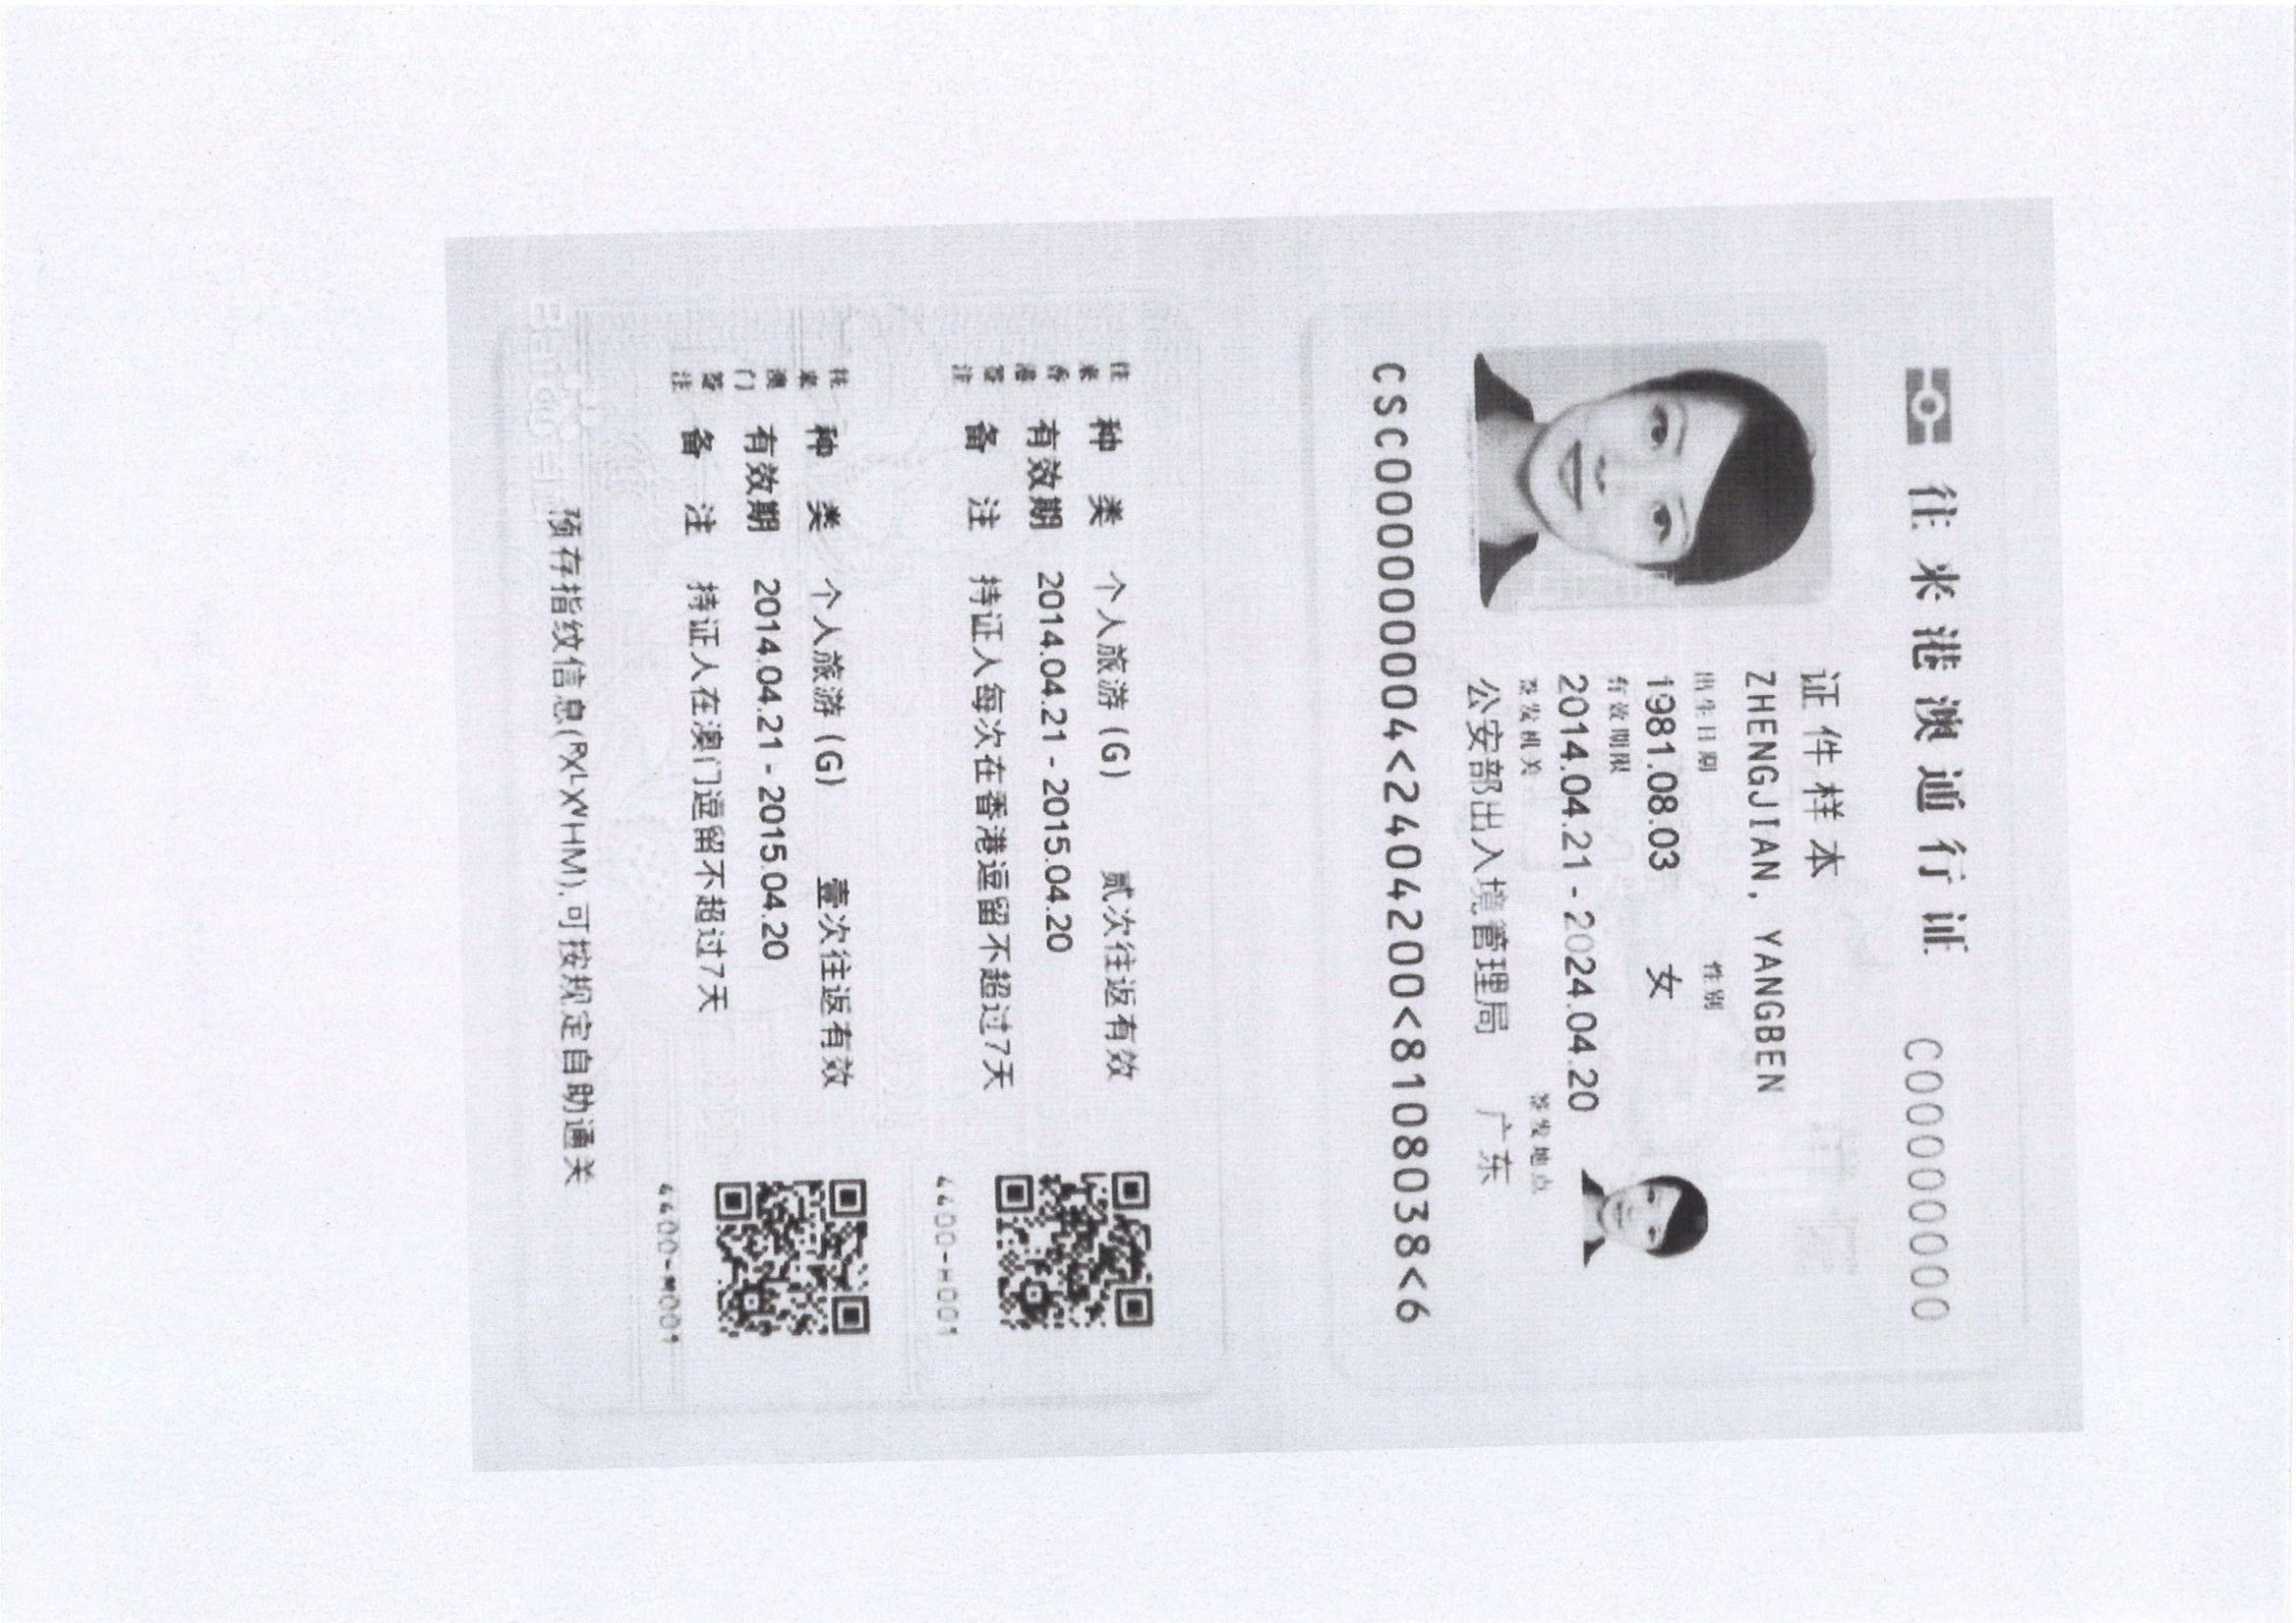 往来港澳通行证 C00000000
证件样本
ZHENGJIAN, YANGBEN
出生日期 性别
1981.08.03 女
有效期限
2014.04.21 - 2024.04.20
签发机关 签发地点
公安部出入境管理局 广东
CSC000000004<2404200<8108038<6
往来香港签注
种 类 个人旅游(G) 贰次往返有效
有效期 2014.04.21 - 2015.04.20
备 注 持证人每次在香港逗留不超过7天
4400-H001
往来澳门签注
种 类 个人旅游(G) 壹次往返有效
有效期 2014.04.21 - 2015.04.20
备 注 持证人在澳门逗留不超过7天
4400-M001
预存指纹信息( HM),可按规定自助通关